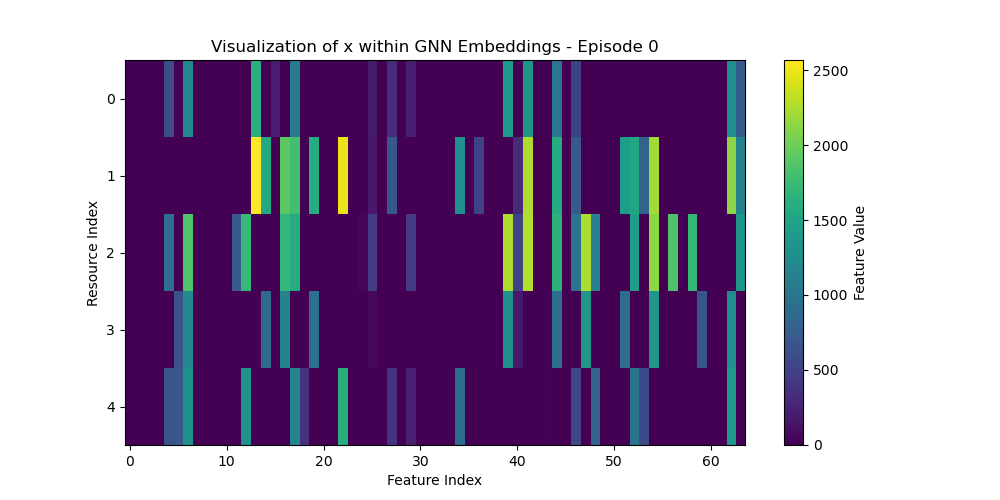 Visualization of x within GNN Embeddings - Episode 0
Resource Index
0
1
2
3
4
0 10 20 30 40 50 60
Feature Index
2500
2000
1500
1000
500
0
Feature Value